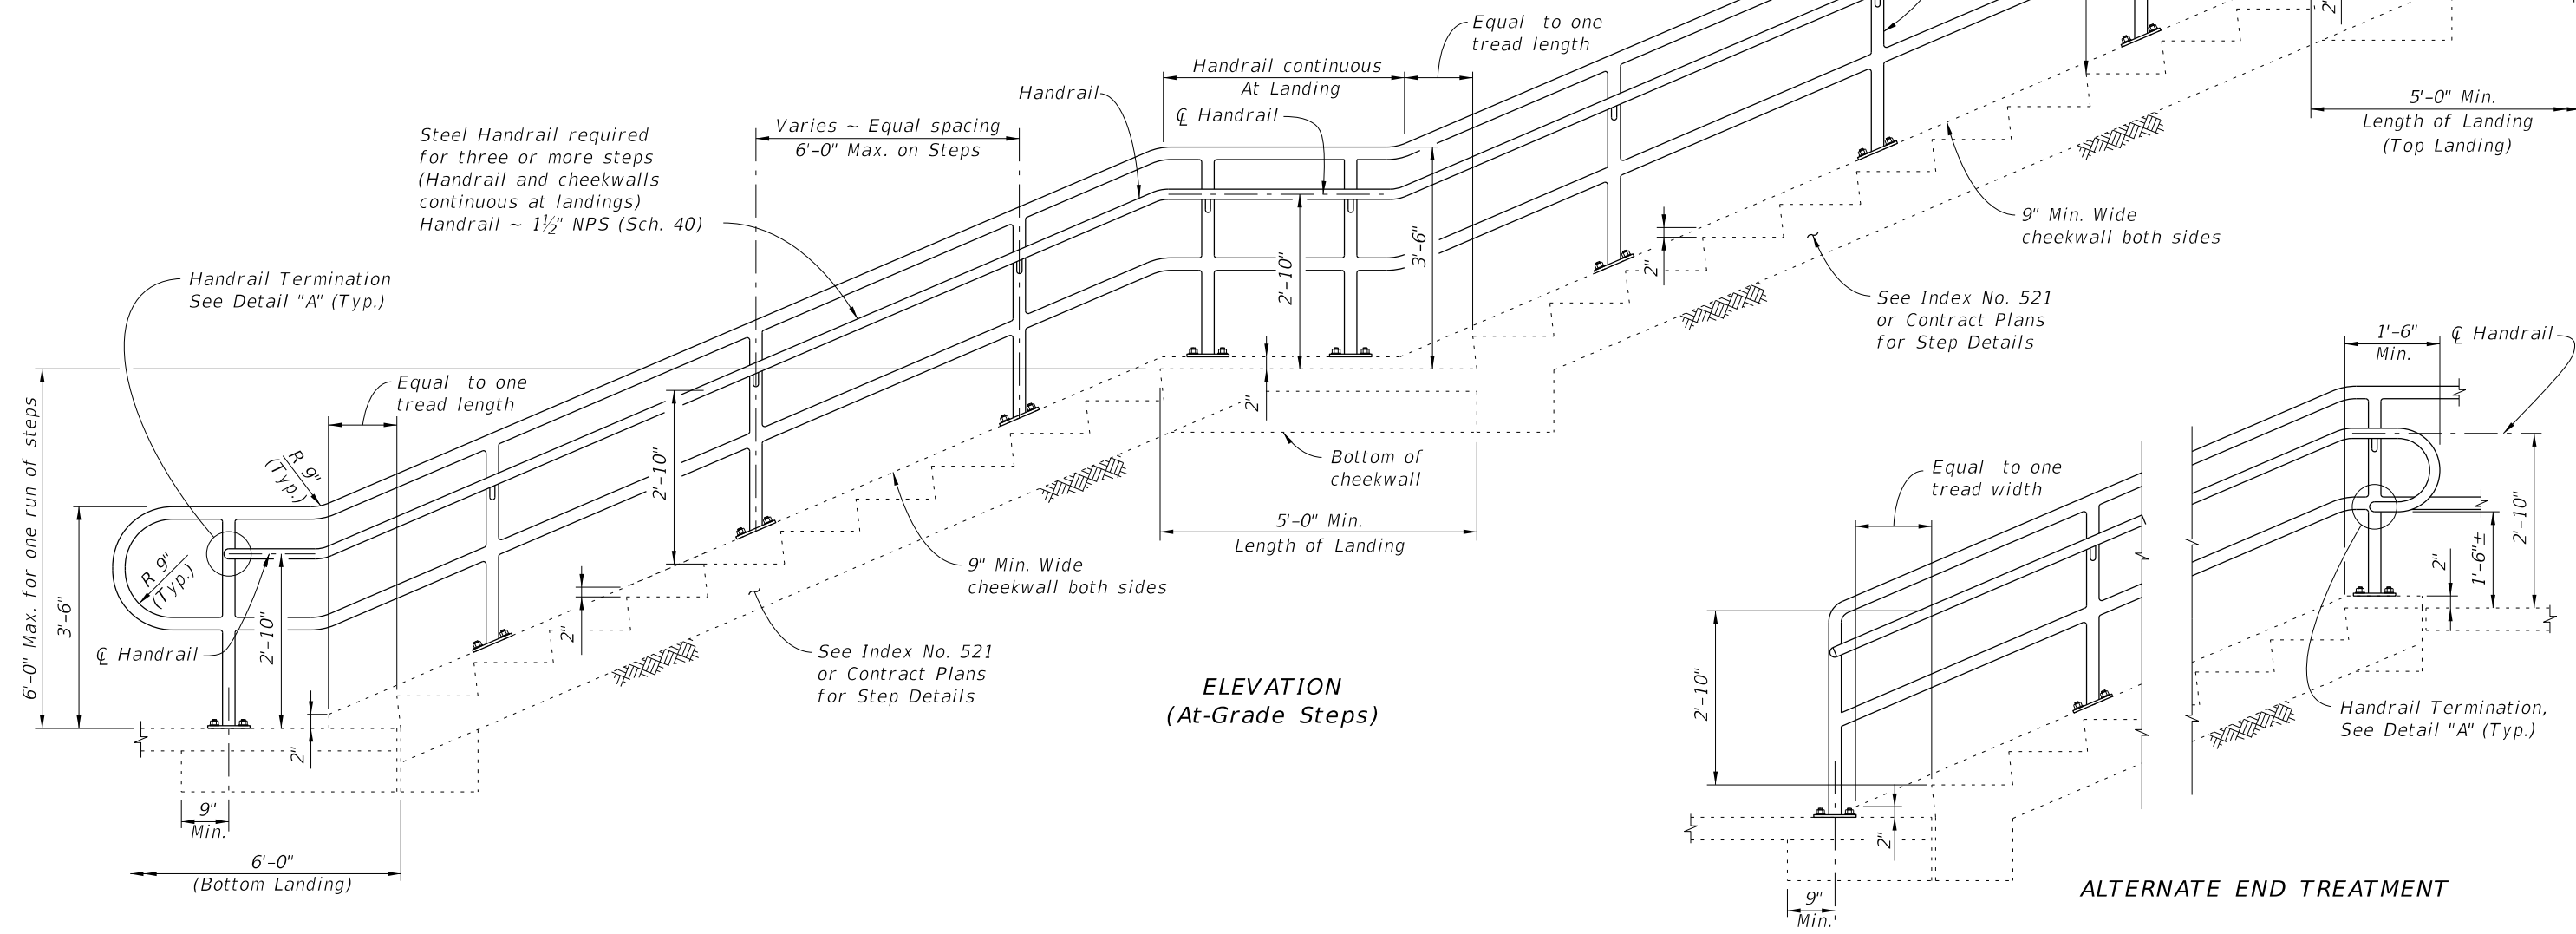 Equal to one
tread length
2"
Handrail continuous
At Landing
5'-0" Min.
Length of Landing
(Top Landing)
Handrail
℄ Handrail
Varies ~ Equal spacing
6'-0" Max. on Steps
Steel Handrail required
for three or more steps
(Handrail and cheekwalls
continuous at landings)
Handrail ~ 1½" NPS (Sch. 40)
9" Min. Wide
cheekwall both sides
2'-10"
3'-6"
2"
Handrail Termination
See Detail "A" (Typ.)
See Index No. 521
or Contract Plans
for Step Details
1'-6"
Min.
℄ Handrail
Equal to one
tread length
6'-0" Max. for one run of steps
2"
R 9"
(Typ.)
2'-10"
Bottom of
cheekwall
Equal to one
tread width
5'-0" Min.
Length of Landing
2'-10"
1'-6"±
2"
R 9"
(Typ.)
9" Min. Wide
cheekwall both sides
3'-6"
2'-10"
2"
℄ Handrail
See Index No. 521
or Contract Plans
for Step Details
ELEVATION
(At-Grade Steps)
2'-10"
Handrail Termination,
See Detail "A" (Typ.)
2"
9"
Min.
2"
6'-0"
(Bottom Landing)
ALTERNATE END TREATMENT
9"
Min.